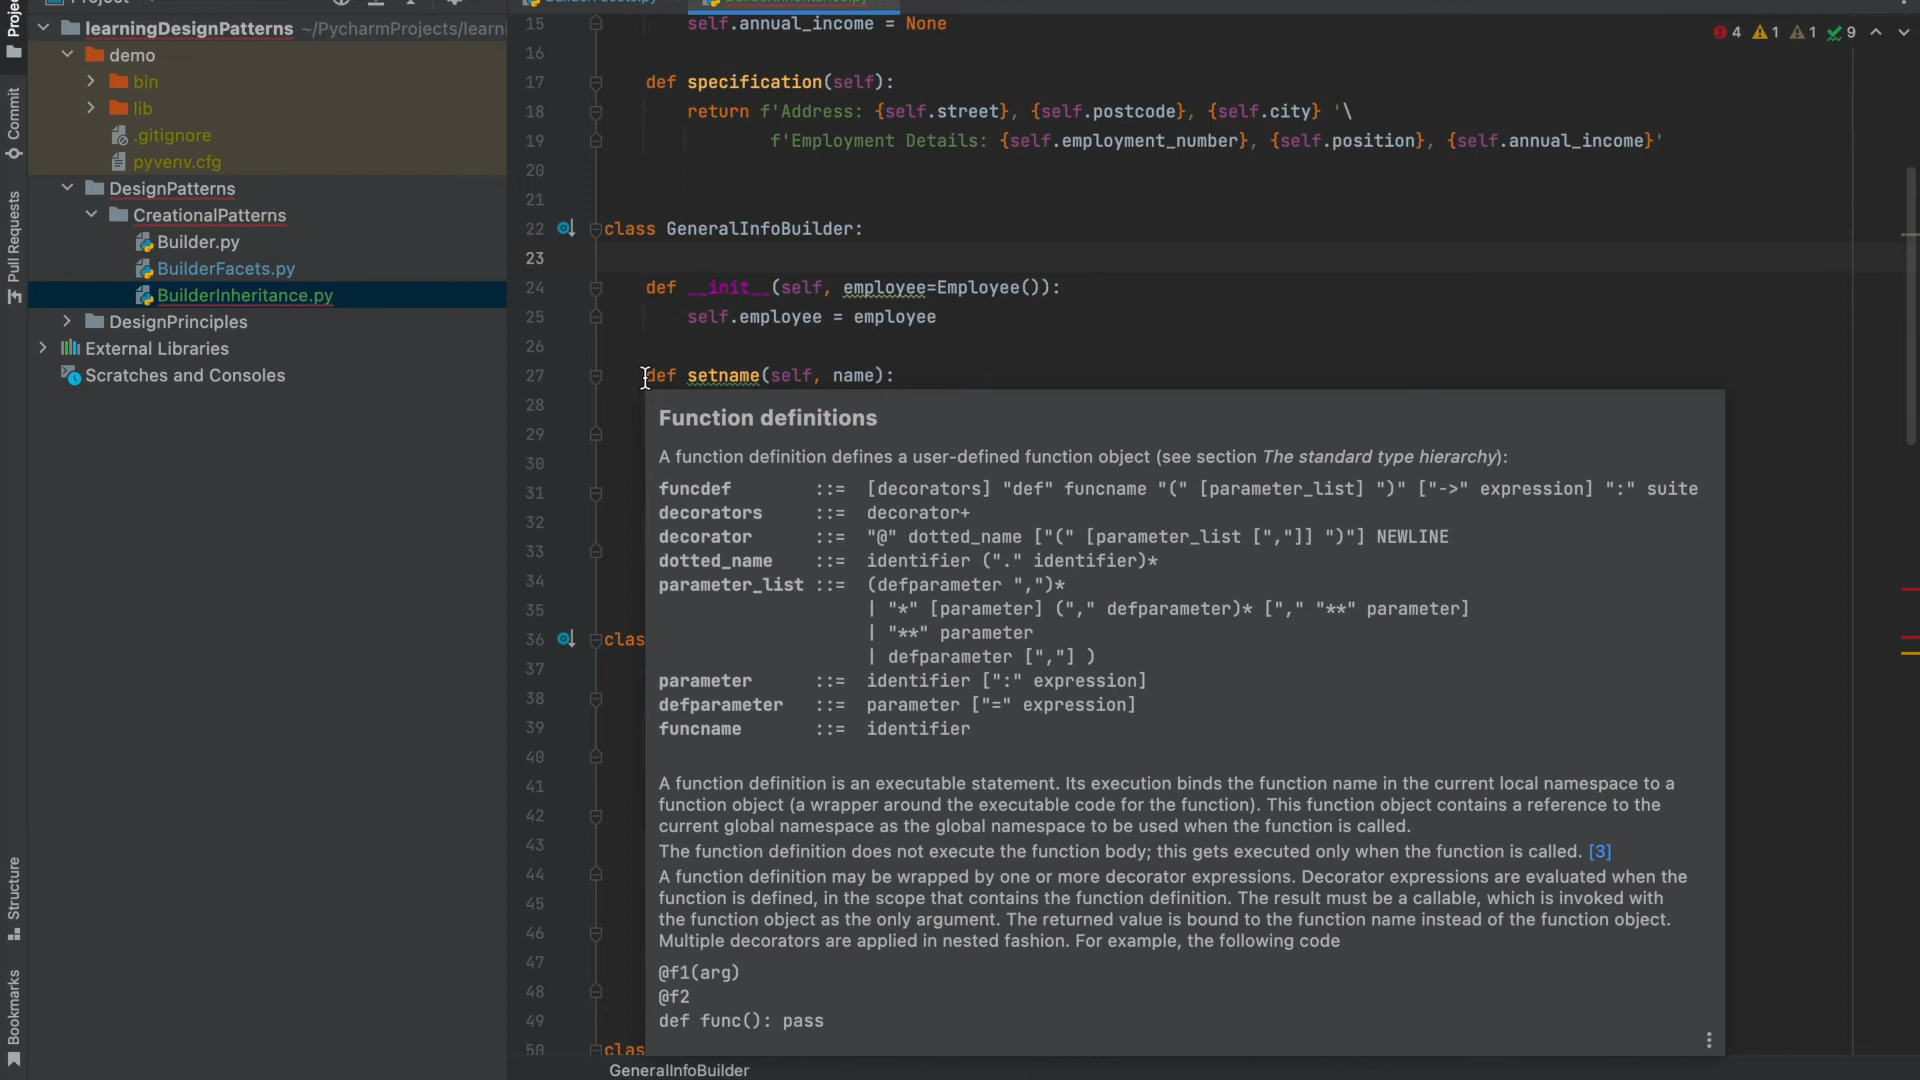 Project
learningDesignPatterns ~/PycharmProjects/learni
demo
bin
lib
.gitignore
pyvenv.cfg
DesignPatterns
CreationalPatterns
Builder.py
BuilderFacets.py
BuilderInheritance.py
DesignPrinciples
External Libraries
Scratches and Consoles
Commit
Pull Requests
Structure
Bookmarks
4 1 1 9
15 self.annual_income = None
16
17 def specification(self):
18 return f'Address: {self.street}, {self.postcode}, {self.city} '\
19 f'Employment Details: {self.employment_number}, {self.position}, {self.annual_income}'
20
21
22 class GeneralInfoBuilder:
23
24 def __init__(self, employee=Employee()):
25 self.employee = employee
26
27 def setname(self, name):
28
29
30
31
32
33
34
35
36 clas
37
38
39
40
41
42
43
44
45
46
47
48
49
50 clas
Function definitions
A function definition defines a user-defined function object (see section The standard type hierarchy):
funcdef ::= [decorators] "def" funcname "(" [parameter_list] ")" ["->" expression] ":" suite
decorators ::= decorator+
decorator ::= "@" dotted_name ["(" [parameter_list [","]] ")"] NEWLINE
dotted_name ::= identifier ("." identifier)*
parameter_list ::= (defparameter ",")*
| "*" [parameter] ("," defparameter)* ["," "**" parameter]
| "**" parameter
| defparameter [","] )
parameter ::= identifier [":" expression]
defparameter ::= parameter ["=" expression]
funcname ::= identifier
A function definition is an executable statement. Its execution binds the function name in the current local namespace to a
function object (a wrapper around the executable code for the function). This function object contains a reference to the
current global namespace as the global namespace to be used when the function is called.
The function definition does not execute the function body; this gets executed only when the function is called. [3]
A function definition may be wrapped by one or more decorator expressions. Decorator expressions are evaluated when the
function is defined, in the scope that contains the function definition. The result must be a callable, which is invoked with
the function object as the only argument. The returned value is bound to the function name instead of the function object.
Multiple decorators are applied in nested fashion. For example, the following code
@f1(arg)
@f2
def func(): pass
GeneralInfoBuilder